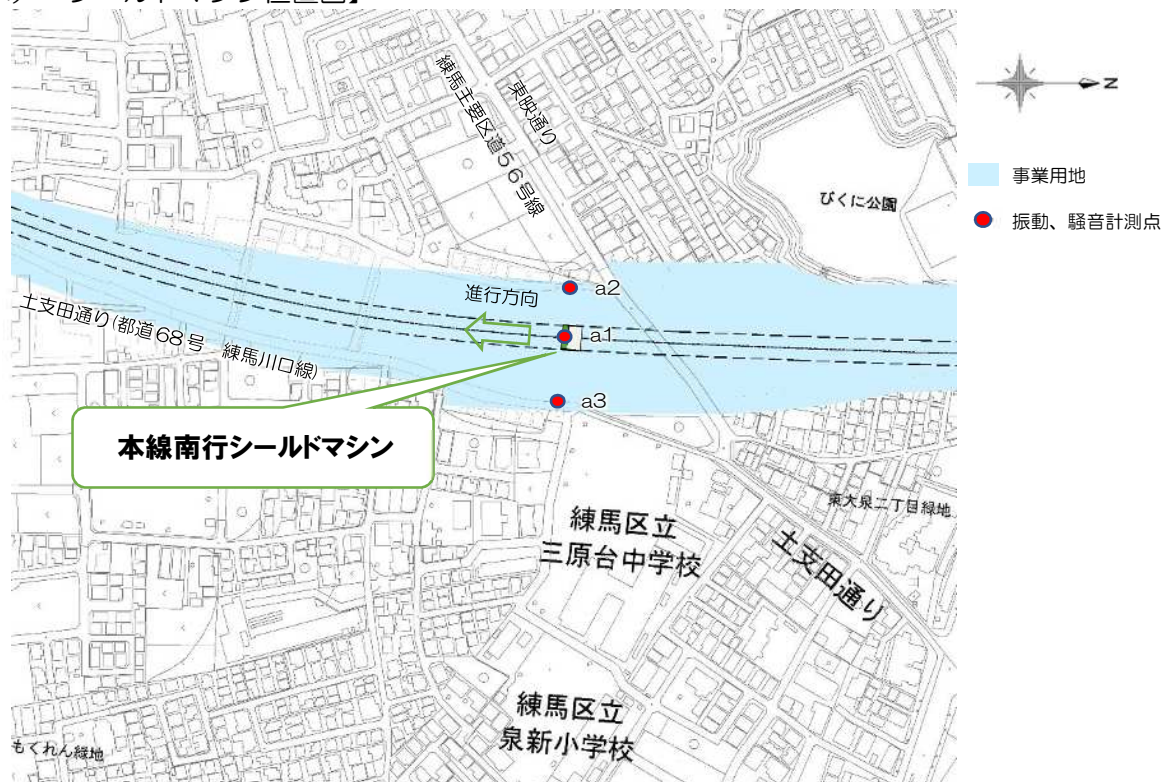 練馬主要区道56号線
東映通り
N
事業用地
振動、騒音計測点
びくに公園
進行方向
a2
a1
a3
土支田通り(都道68号 練馬川口線)
本線南行シールドマシン
練馬区立
三原台中学校
東大泉二丁目緑地
土支田通り
練馬区立
泉新小学校
もくれん緑地